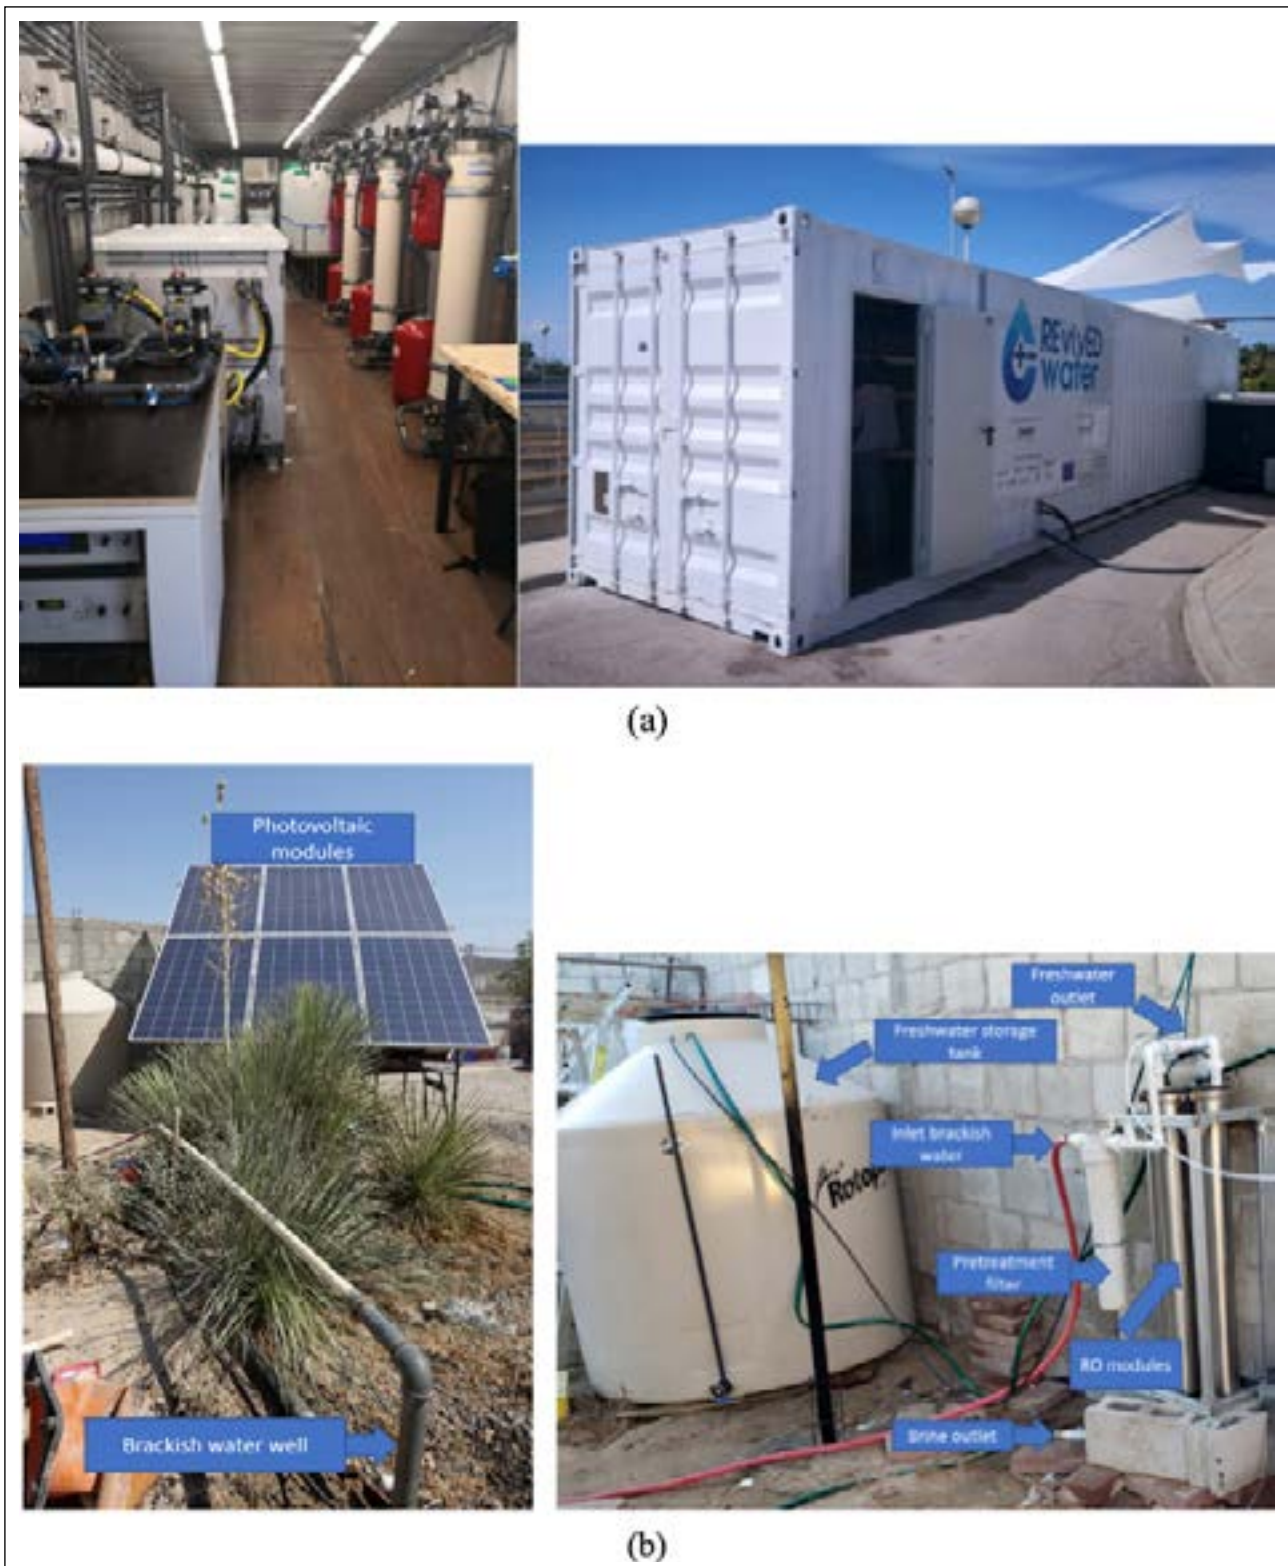 REvivED
water
(a)
Photovoltaic
modules
Brackish water well
Freshwater
outlet
Freshwater storage
tank
Inlet brackish
water
Pretreatment
filter
RO modules
Brine outlet
(b)